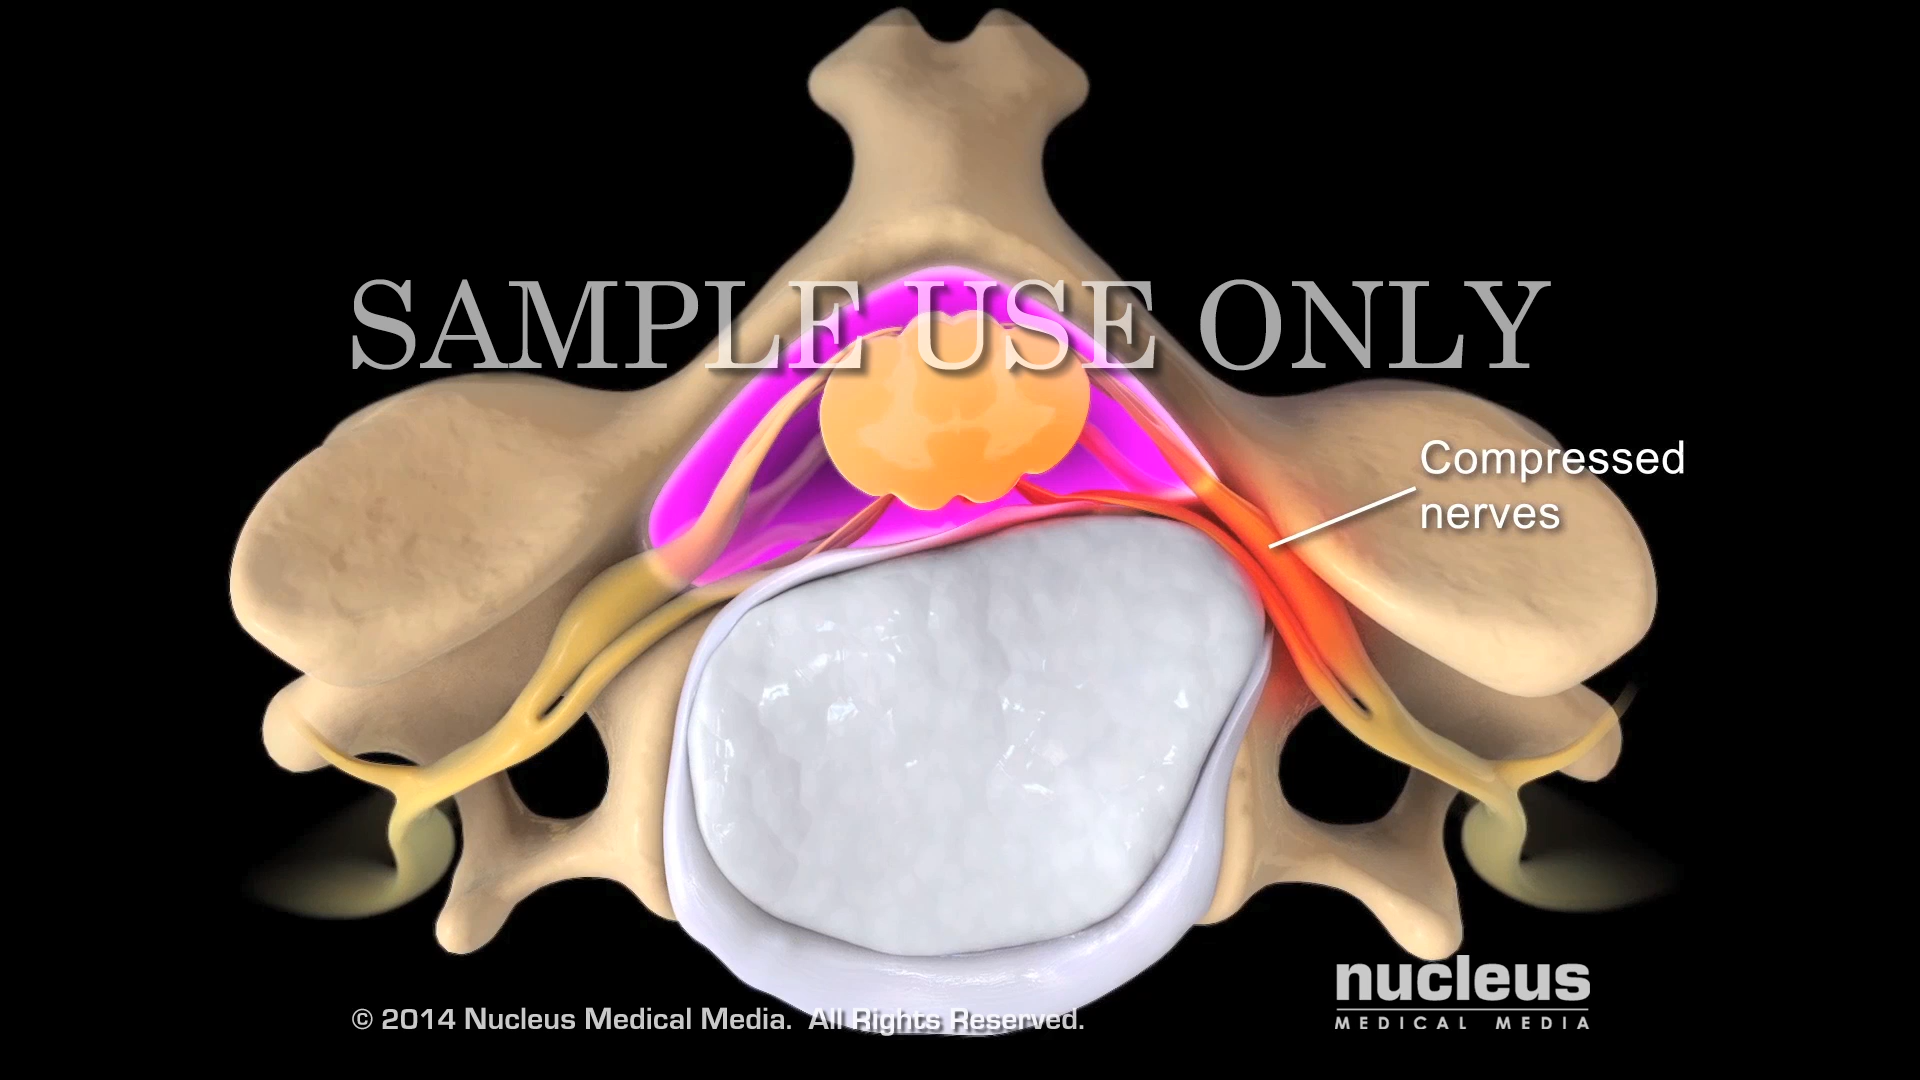 SAMPLE USE ONLY
Compressed
nerves
nucleus
MEDICAL MEDIA
© 2014 Nucleus Medical Media. All Rights Reserved.